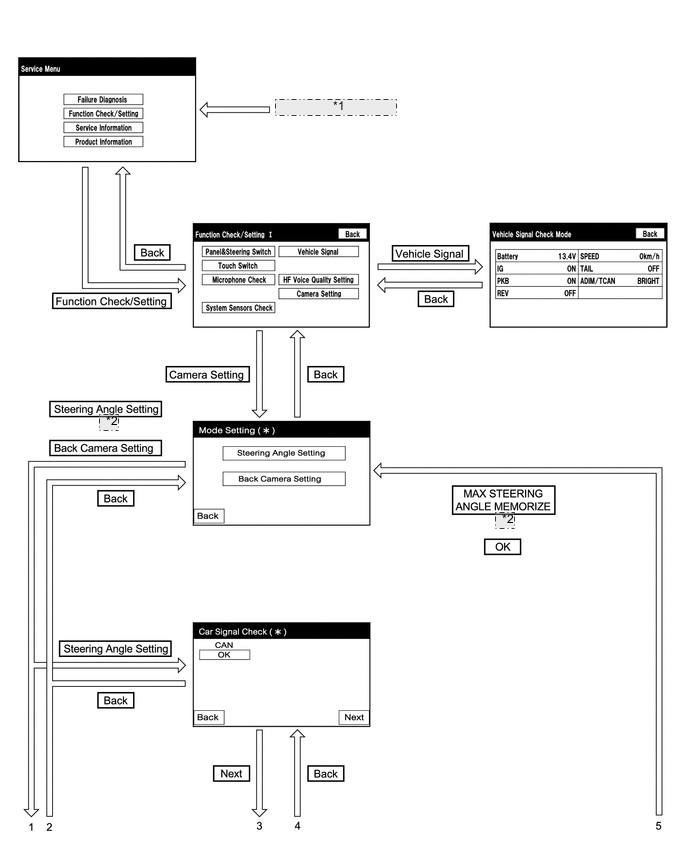 Service Menu
Failure Diagnosis
Function Check/Setting
Service Information
Product Information
*1
Back
Function Check/Setting
Function Check/Setting I
Back
Panel&Steering Switch
Vehicle Signal
Touch Switch
Microphone Check
HF Voice Quality Setting
Camera Setting
System Sensors Check
Vehicle Signal
Back
Vehicle Signal Check Mode
Back
Battery 13.4V SPEED 0km/h
IG ON TAIL OFF
PKB ON ADIM/TCAN BRIGHT
REV OFF
Camera Setting
Back
Steering Angle Setting
*2
Back Camera Setting
Back
Mode Setting (*)
Steering Angle Setting
Back Camera Setting
Back
MAX STEERING
ANGLE MEMORIZE
*2
OK
Steering Angle Setting
Back
Car Signal Check (*)
CAN
OK
Back
Next
Next
Back
1
2
3
4
5